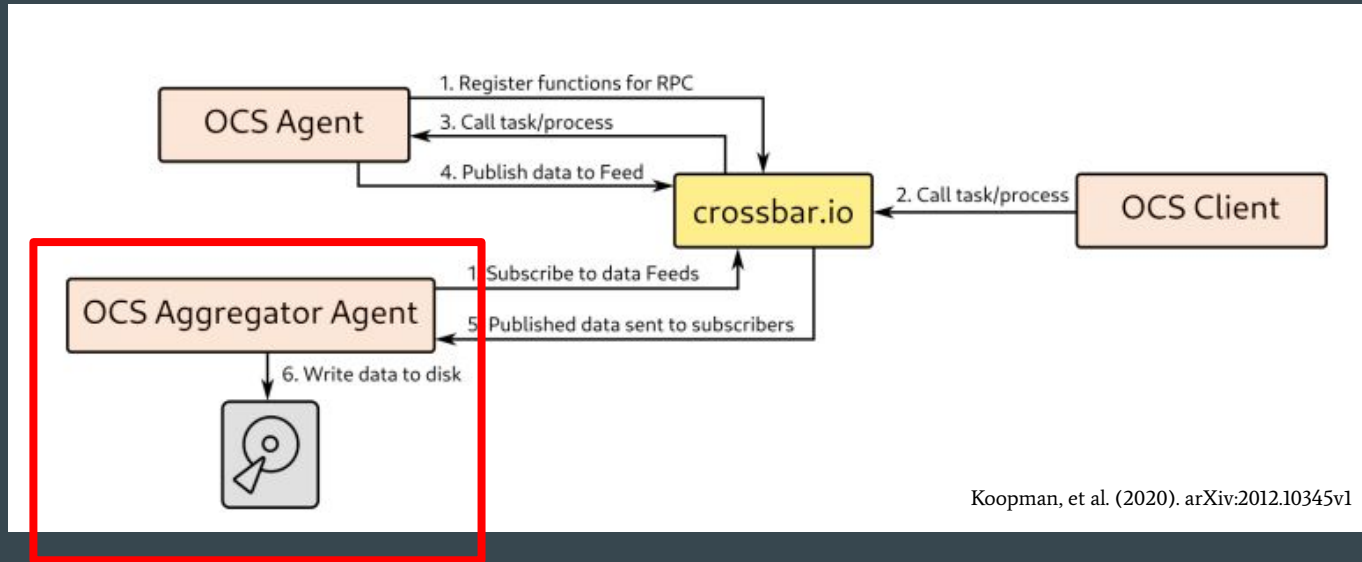 1. Register functions for RPC
OCS Agent
3. Call task/process
4. Publish data to Feed
crossbar.io
2. Call task/process
OCS Client
1. Subscribe to data Feeds
OCS Aggregator Agent
5. Published data sent to subscribers
6. Write data to disk
Koopman, et al. (2020). arXiv:2012.10345v1